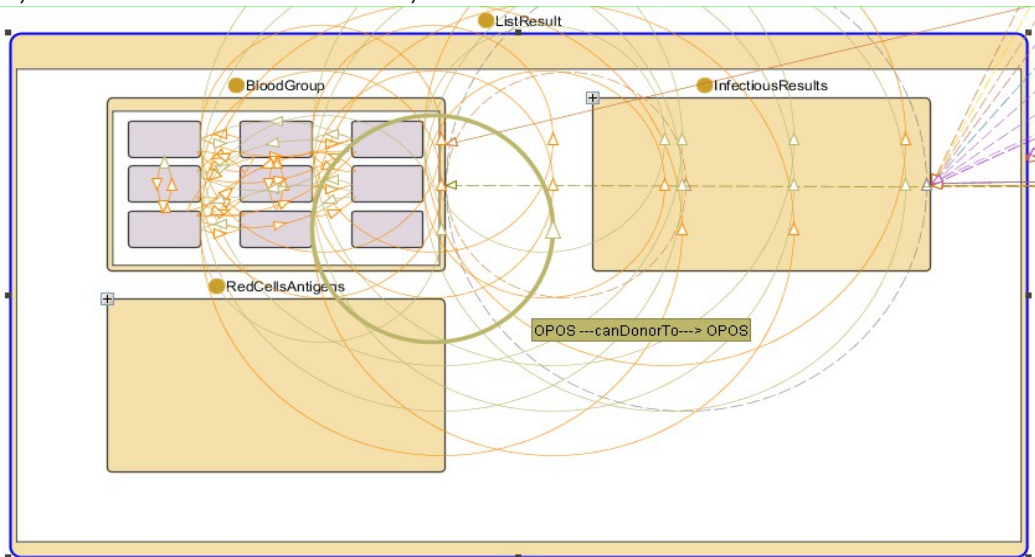 ListResult
BloodGroup
InfectiousResults
RedCellsAntigens
OPOS ---canDonorTo---> OPOS